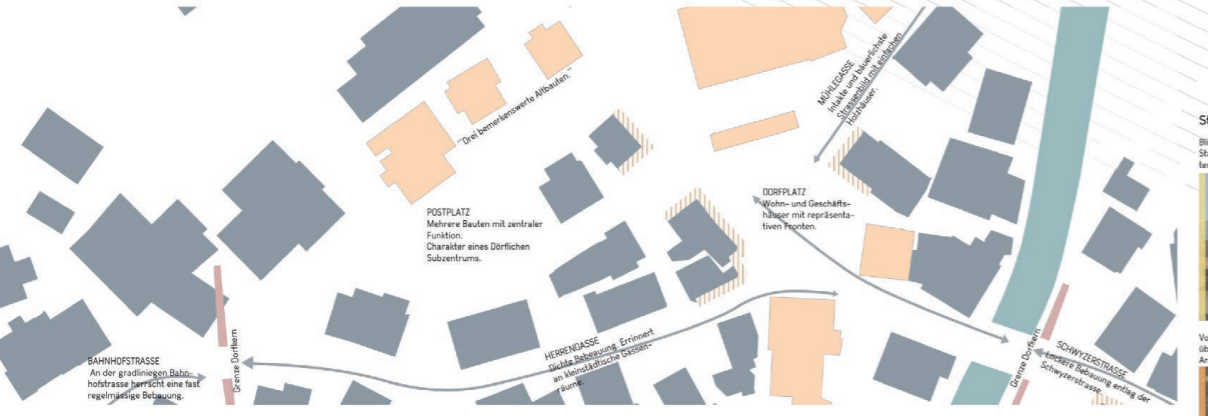 "Drei bemerkenswerte Altbauten."
MÜHLEGASSE
Intakte und bäuerlichste
Strassenbild mit einfachen
Holzhäuser.
POSTPLATZ
Mehrere Bauten mit zentraler
Funktion.
Charakter eines Dörflichen
Subzentrums.
DORFPLATZ
Wohn- und Geschäfts-
häuser mit repräsenta-
tiven Fronten.
BAHNHOFSTRASSE
An der gradliniegen Bahn-
hofstrasse herrscht eine fast
regelmässige Bebauung.
Grenze Dorfkern
HERRENGASSE
Dichte Bebauung. Errinnert
an kleinstädtische Gassen-
räume.
Grenze Dorfkern
SCHWYZERSTRASSE
Lockere Bebauung entlag der
Schwyzerstrasse.